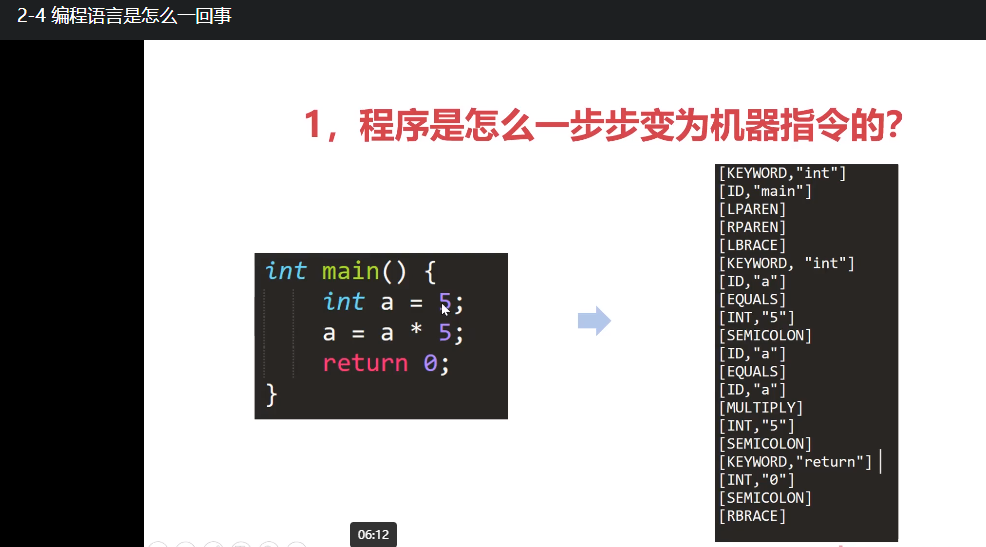 2-4 编程语言是怎么一回事
1，程序是怎么一步步变为机器指令的？
int main() {
int a = 5;
a = a * 5;
return 0;
}
[KEYWORD,"int"]
[ID,"main"]
[LPAREN]
[RPAREN]
[LBRACE]
[KEYWORD, "int"]
[ID,"a"]
[EQUALS]
[INT,"5"]
[SEMICOLON]
[ID,"a"]
[EQUALS]
[ID,"a"]
[MULTIPLY]
[INT,"5"]
[SEMICOLON]
[KEYWORD,"return"]
[INT,"0"]
[SEMICOLON]
[RBRACE]
06:12